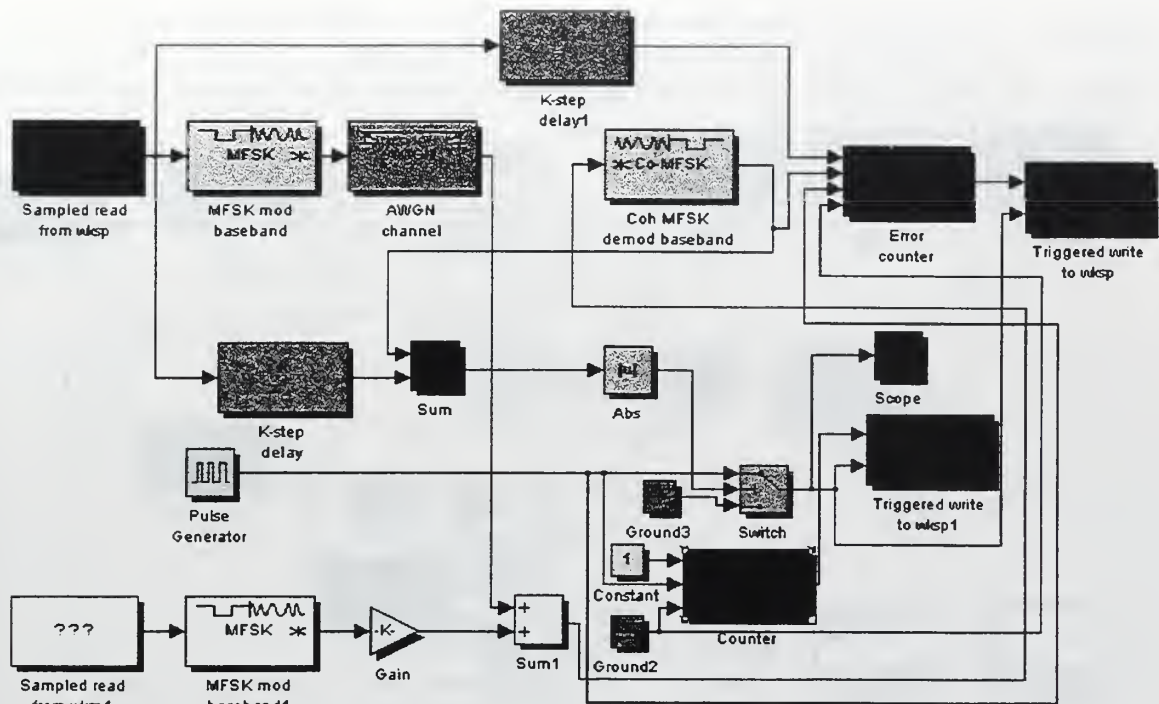 K-step
delay1
MFSK
Co-MFSK
Sampled read
from wksp
MFSK mod
baseband
AWGN
channel
Coh MFSK
demod baseband
Error
counter
Triggered write
to wksp
K-step
delay
Sum
|u|
Abs
Scope
Pulse
Generator
Ground3
Switch
Triggered write
to wksp1
1
Constant
Counter
Ground2
???
MFSK
-K-
Gain
+
+
Sum1
Sampled read
from wksp1
MFSK mod
baseband1